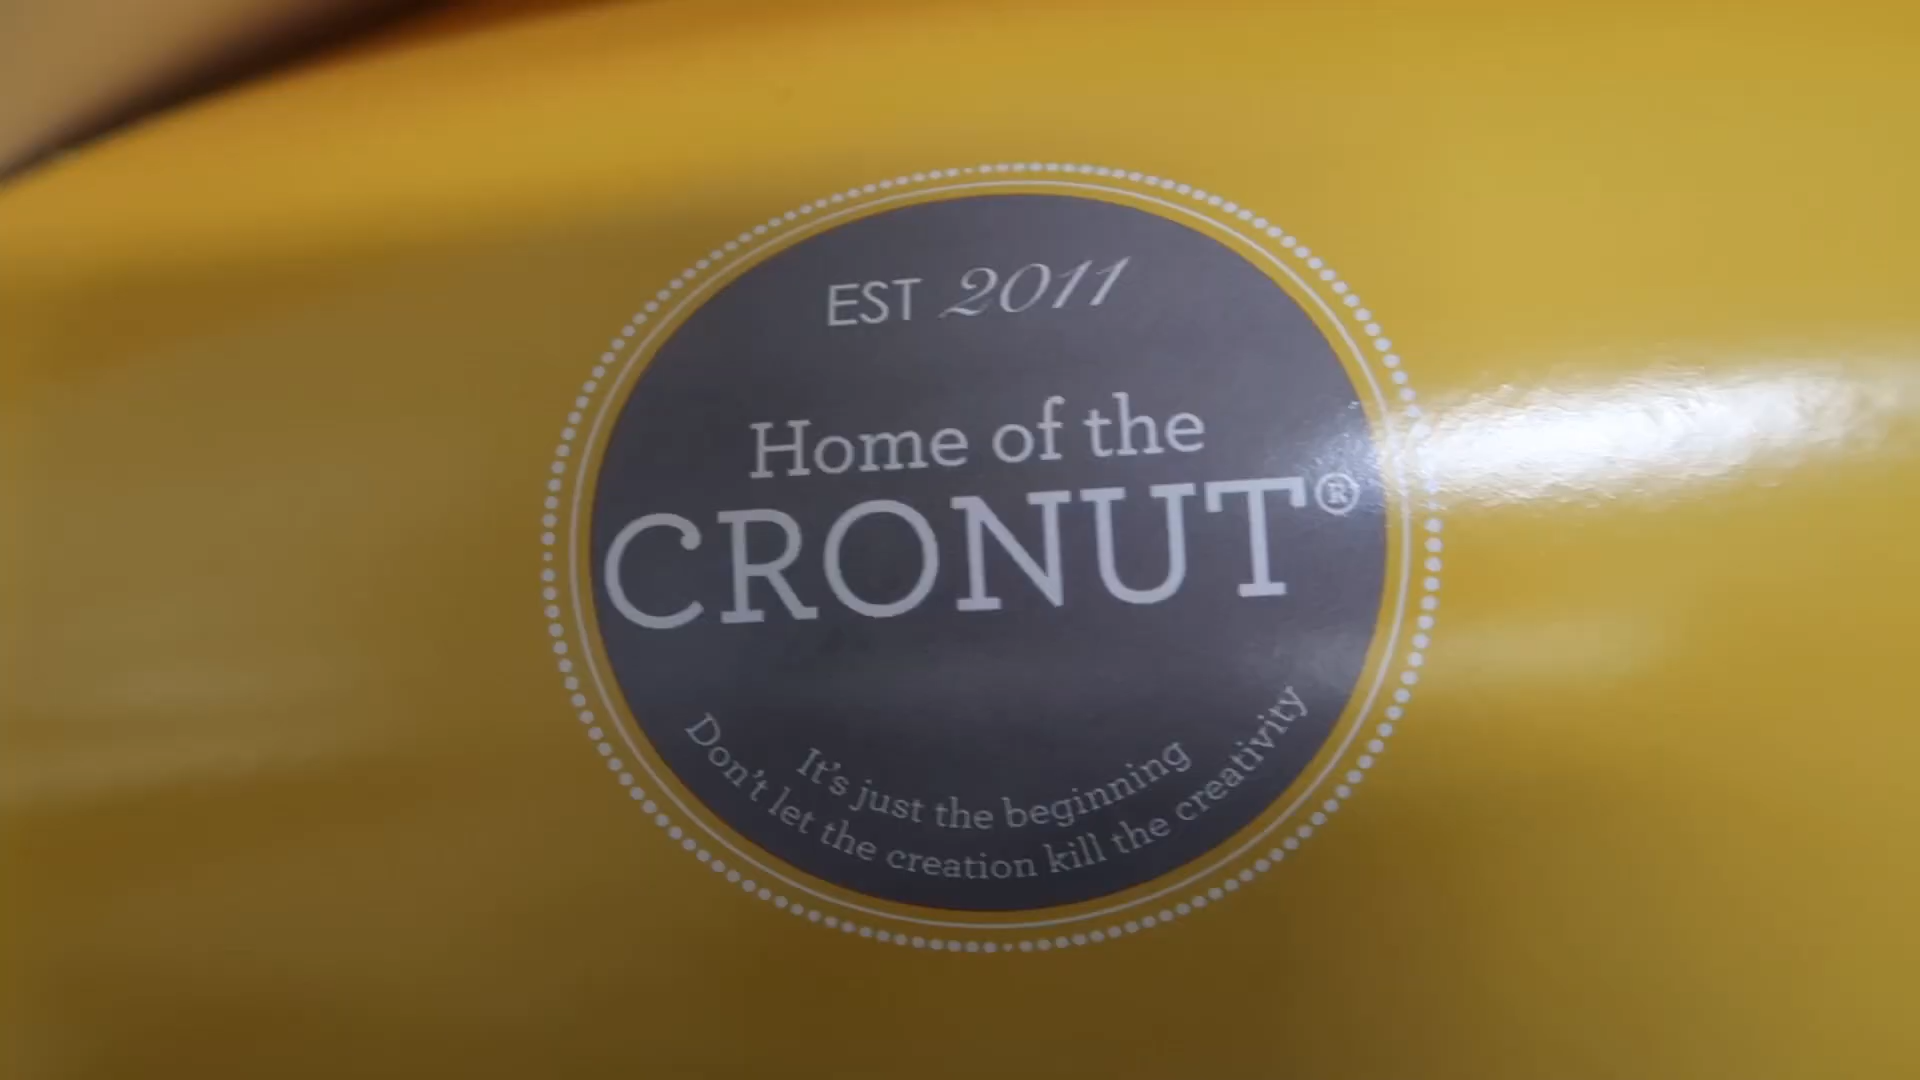 EST 2011
Home of the
CRONUT®
It's just the beginning
Don't let the creation kill the creativity